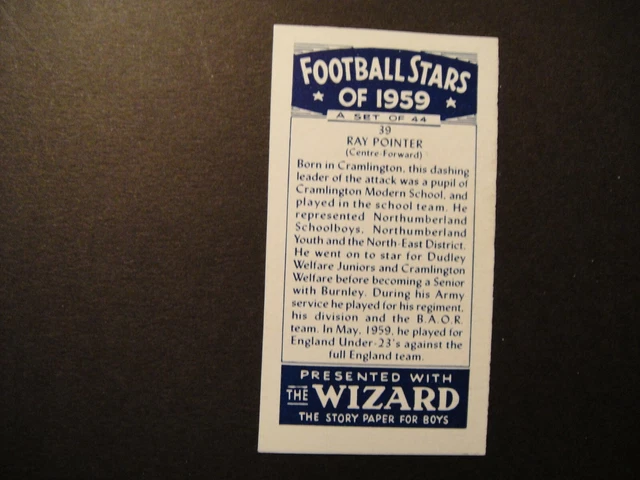 FOOTBALL STARS
OF 1959
A SET OF 44
39
RAY POINTER
(Centre-Forward)
Born in Cramlington, this dashing
leader of the attack was a pupil of
Cramlington Modern School, and
played in the school team. He
represented Northumberland
Schoolboys, Northumberland
Youth and the North-East District.
He went on to star for Dudley
Welfare Juniors and Cramlington
Welfare before becoming a Senior
with Burnley. During his Army
service he played for his regiment,
his division and the B.A.O.R.
team. In May, 1959, he played for
England Under-23's against the
full England team.
PRESENTED WITH
THE WIZARD
THE STORY PAPER FOR BOYS